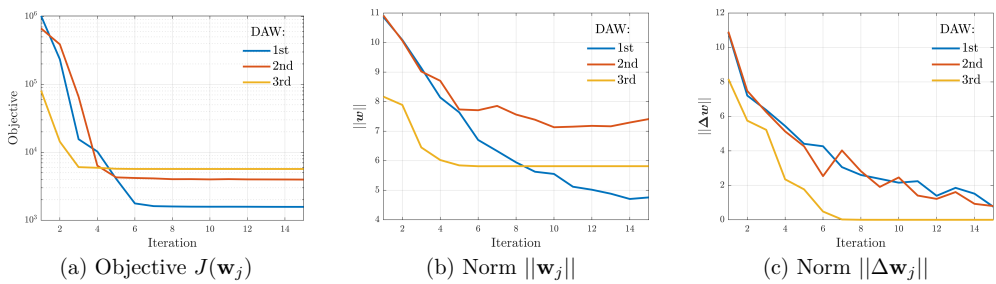 10^6
10^5
10^4
10^3
Objective
2 4 6 8 10 12 14
Iteration
DAW:
1st
2nd
3rd
(a) Objective J(𝐰_j)
11
10
9
8
7
6
5
4
||𝒘||
2 4 6 8 10 12 14
Iteration
DAW:
1st
2nd
3rd
(b) Norm ||𝐰_j||
12
10
8
6
4
2
0
||𝚫𝒘||
2 4 6 8 10 12 14
Iteration
DAW:
1st
2nd
3rd
(c) Norm ||Δ𝐰_j||